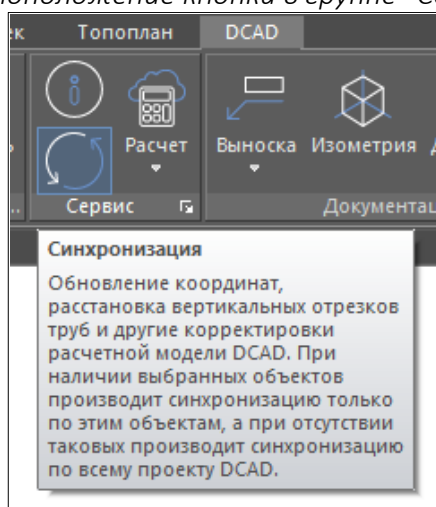 оположение кнопки в группе "Се
ек Топоплан DCAD
Расчет Выноска Изометрия Д
... Сервис Документац
Синхронизация
Обновление координат,
расстановка вертикальных отрезков
труб и другие корректировки
расчетной модели DCAD. При
наличии выбранных объектов
производит синхронизацию только
по этим объектам, а при отсутствии
таковых производит синхронизацию
по всему проекту DCAD.